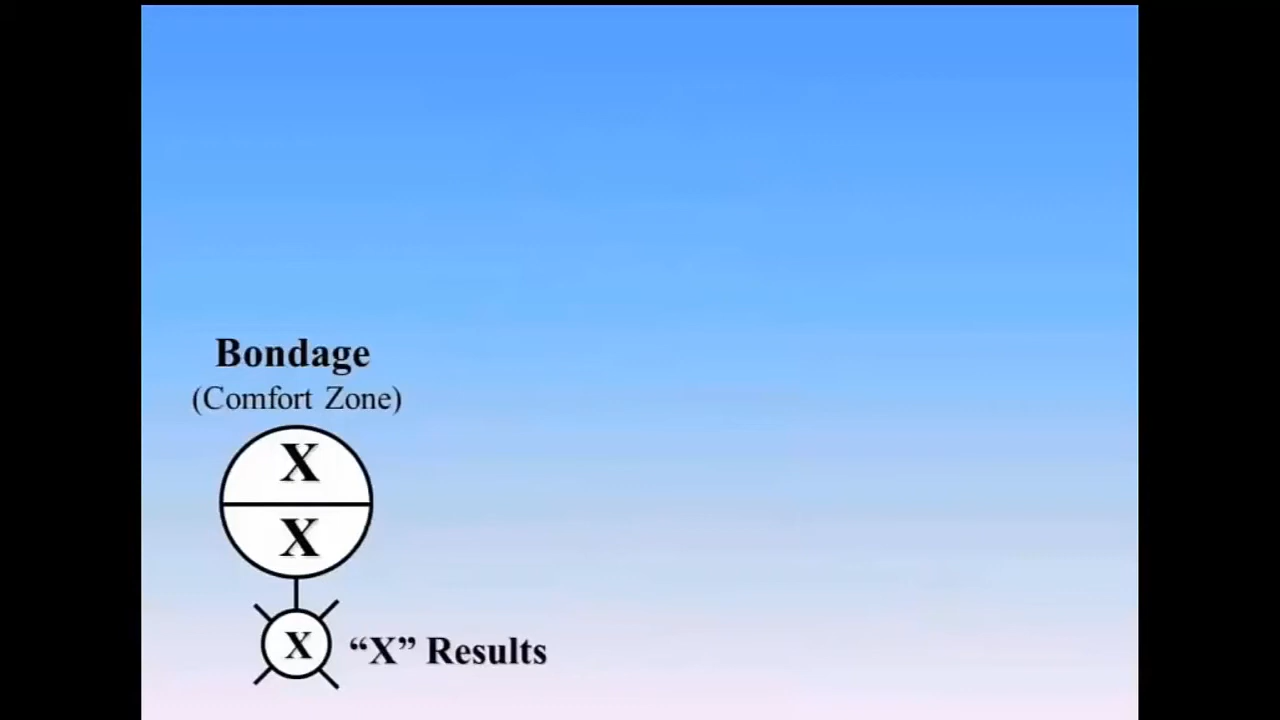 Bondage
(Comfort Zone)
X
X
X
“X” Results